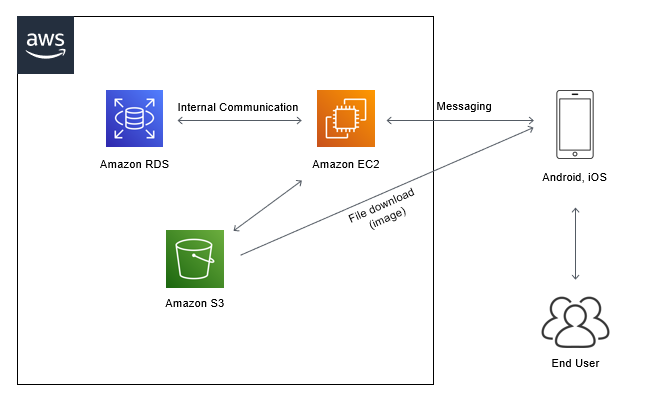 aws
Internal Communication
Messaging
Amazon RDS
Amazon EC2
Android, iOS
File download
(image)
Amazon S3
End User